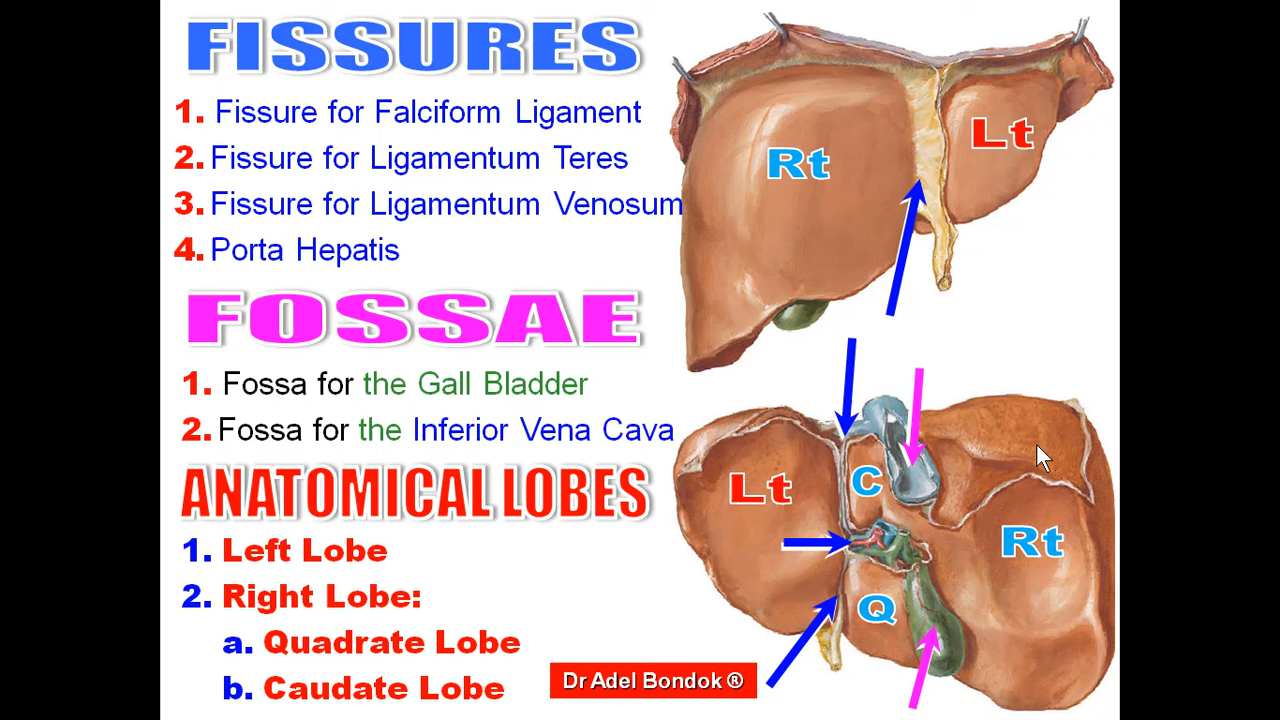 FISSURES
1. Fissure for Falciform Ligament
2. Fissure for Ligamentum Teres
3. Fissure for Ligamentum Venosum
4. Porta Hepatis
FOSSAE
1. Fossa for the Gall Bladder
2. Fossa for the Inferior Vena Cava
ANATOMICAL LOBES
1. Left Lobe
2. Right Lobe:
a. Quadrate Lobe
b. Caudate Lobe
Dr Adel Bondok ®
Rt
Lt
Lt
C
Rt
Q